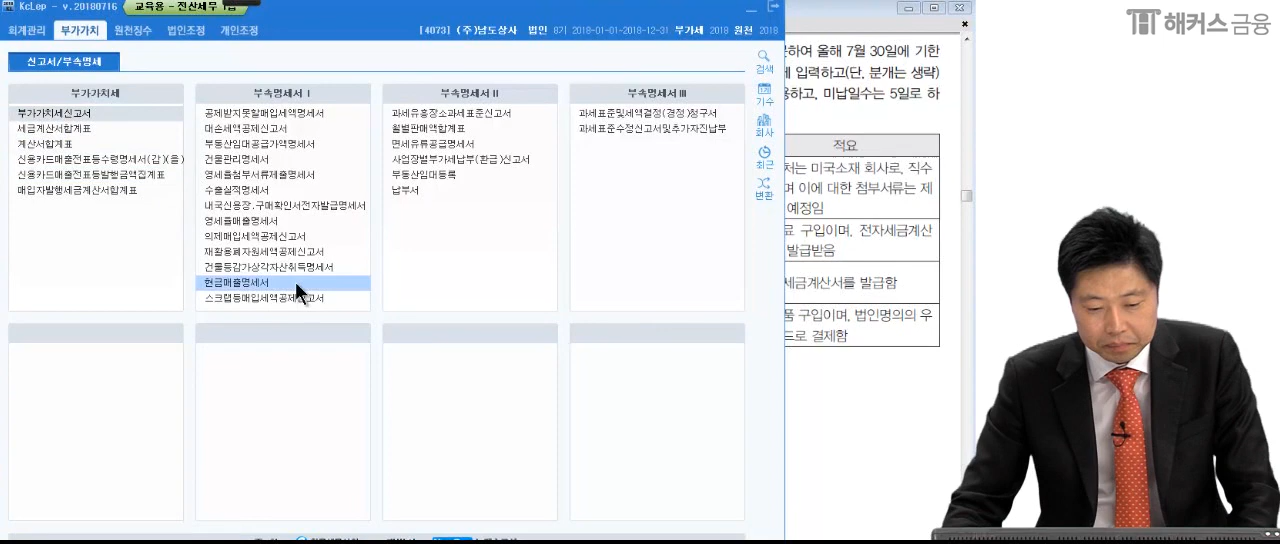 KcLep - v.20180716
교육용 - 전산세무 1급
회계관리 부가가치 원천징수 법인조정 개인조정
[4073] (주)남도상사 법인 8기 2018-01-01~2018-12-31 부가세 2018 원천 2018
신고서/부속명세
부가가치세
부가가치세신고서
세금계산서합계표
계산서합계표
신용카드매출전표등수령명세서(갑)(을)
신용카드매출전표등발행금액집계표
매입자발행세금계산서합계표
부속명세서 I
공제받지못할매입세액명세서
대손세액공제신고서
부동산임대공급가액명세서
건물관리명세서
영세율첨부서류제출명세서
수출실적명세서
내국신용장.구매확인서전자발급명세서
영세율매출명세서
의제매입세액공제신고서
재활용폐자원세액공제신고서
건물등감가상각자산취득명세서
현금매출명세서
스크랩등매입세액공제신고서
부속명세서 II
과세유흥장소과세표준신고서
월별판매액합계표
면세유류공급명세서
사업장별부가세납부(환급)신고서
부동산임대등록
납부서
부속명세서 III
과세표준및세액결정(경정)청구서
과세표준수정신고서및추가자진납부
검색
기수
회사
최근
변환
하여 올해 7월 30일에 기한
에 입력하고(단, 분개는 생략)
용하고, 미납일수는 5일로 하
적요
처는 미국소재 회사로, 직수
며 이에 대한 첨부서류는 제
예정임
료 구입이며, 전자세금계산
발급받음
세금계산서를 발급함
품 구입이며, 법인명의의 우
드로 결제함
해커스금융